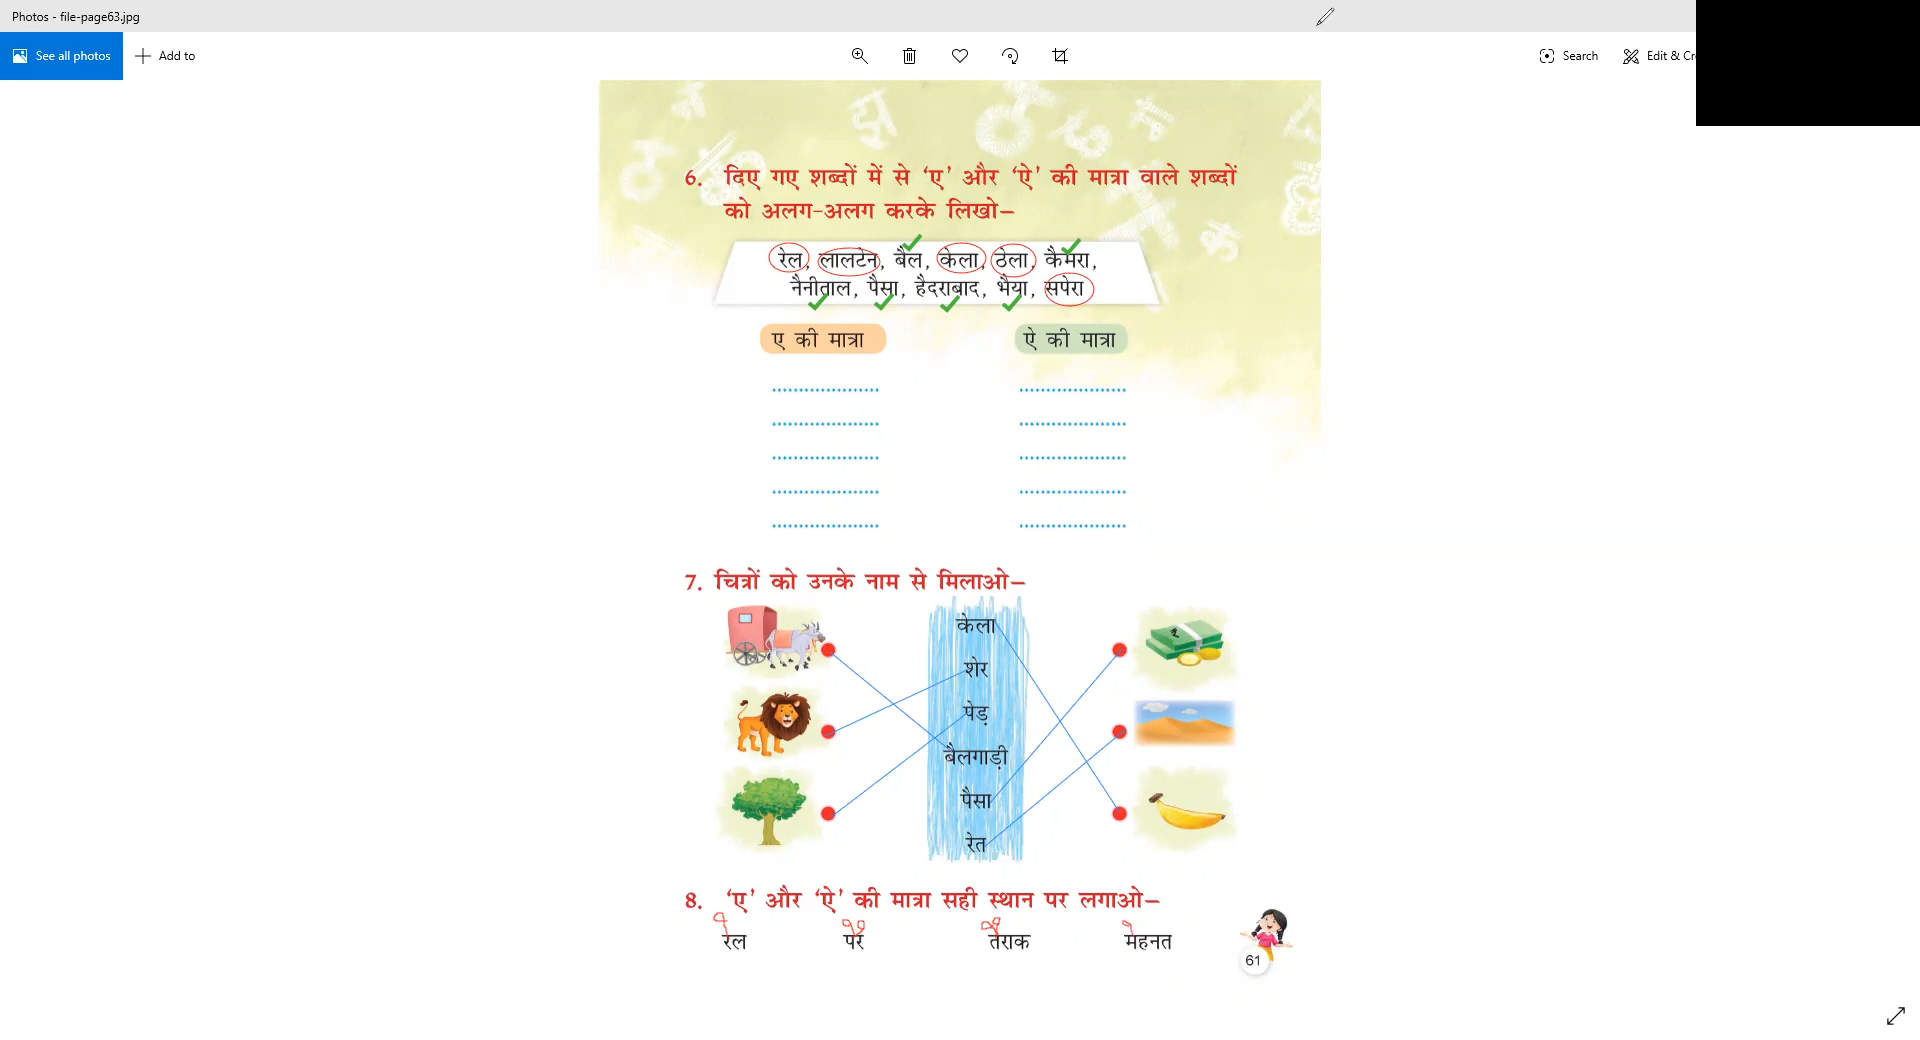 Photos - file-page63.jpg
See all photos
Add to
Search
Edit & Cr
6. दिए गए शब्दों में से ‘ए’ और ‘ऐ’ की मात्रा वाले शब्दों
को अलग-अलग करके लिखो–
रेल, लालटेन, बैल, केला, ठेला, कैमरा,
नैनीताल, पैसा, हैदराबाद, भैया, सपेरा
ए की मात्रा
ऐ की मात्रा
7. चित्रों को उनके नाम से मिलाओ–
केला
शेर
पेड़
बैलगाड़ी
पैसा
रेत
8. ‘ए’ और ‘ऐ’ की मात्रा सही स्थान पर लगाओ–
रेल पैर तैराक मेहनत
61